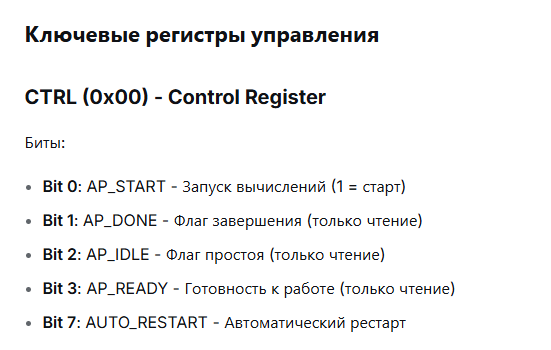 Ключевые регистры управления
CTRL (0x00) - Control Register
Биты:
• Bit 0: AP_START - Запуск вычислений (1 = старт)
• Bit 1: AP_DONE - Флаг завершения (только чтение)
• Bit 2: AP_IDLE - Флаг простоя (только чтение)
• Bit 3: AP_READY - Готовность к работе (только чтение)
• Bit 7: AUTO_RESTART - Автоматический рестарт